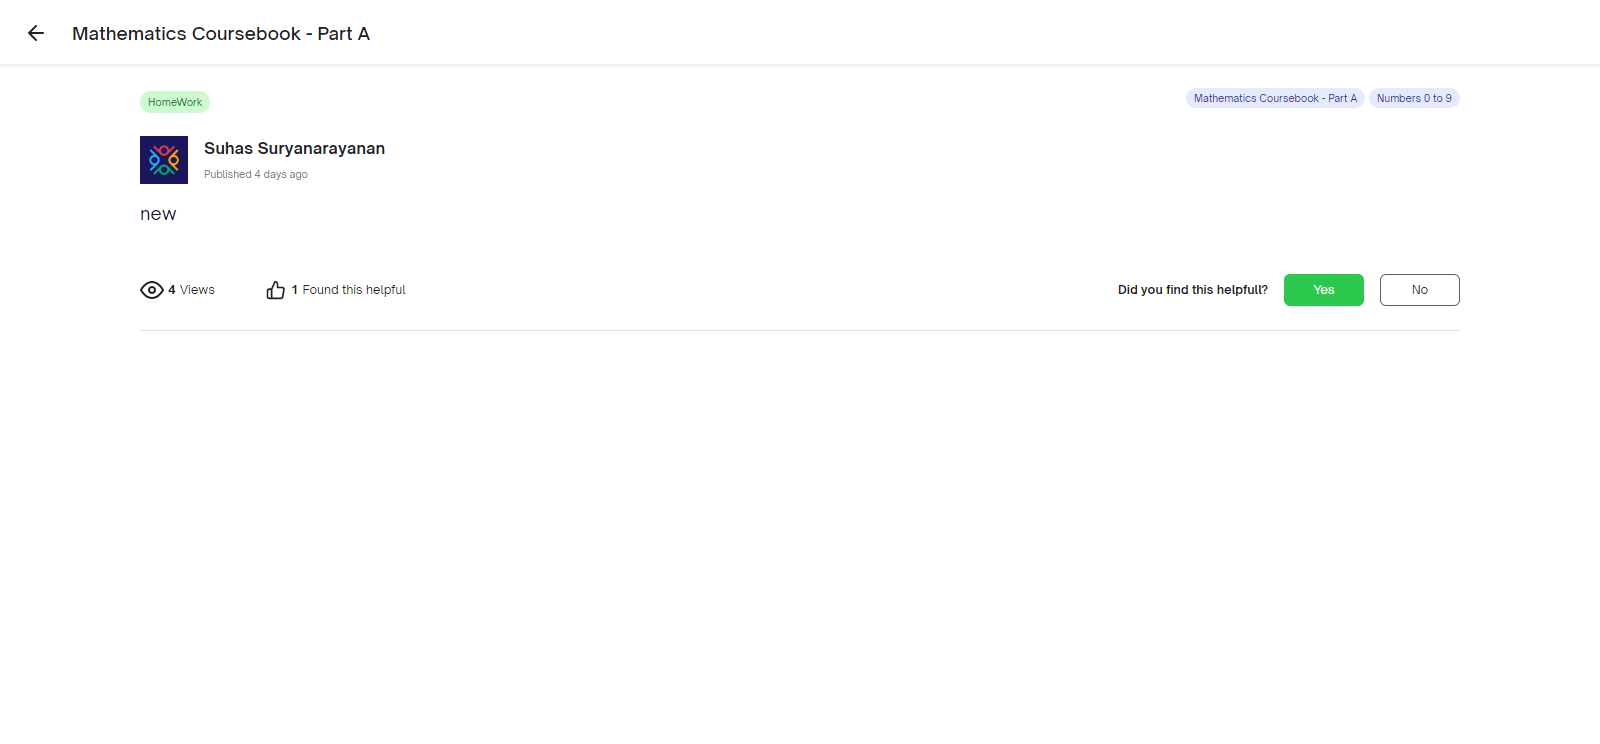 Mathematics Coursebook - Part A
HomeWork
Mathematics Coursebook - Part A
Numbers 0 to 9
Suhas Suryanarayanan
Published 4 days ago
new
4 Views
1 Found this helpful
Did you find this helpfull?
Yes
No